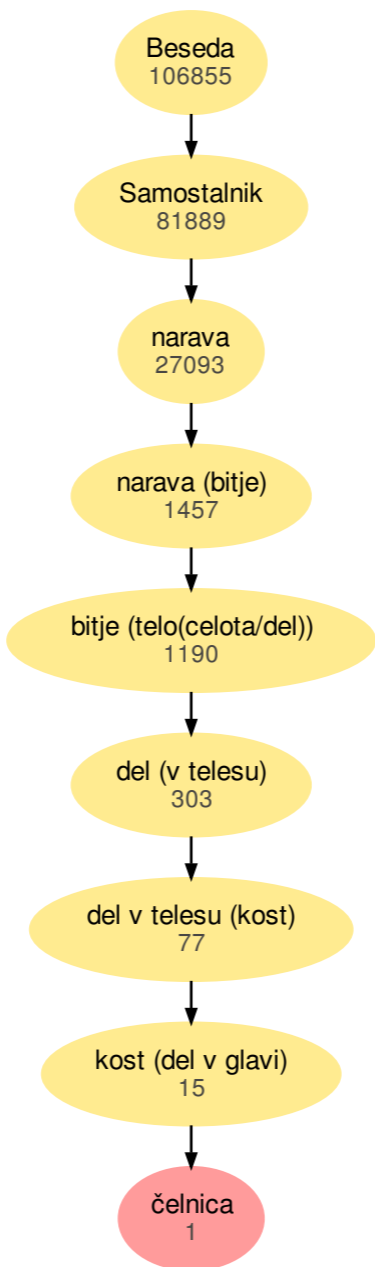 Beseda
106855
Samostalnik
81889
narava
27093
narava (bitje)
1457
bitje (telo(celota/del))
1190
del (v telesu)
303
del v telesu (kost)
77
kost (del v glavi)
15
čelnica
1